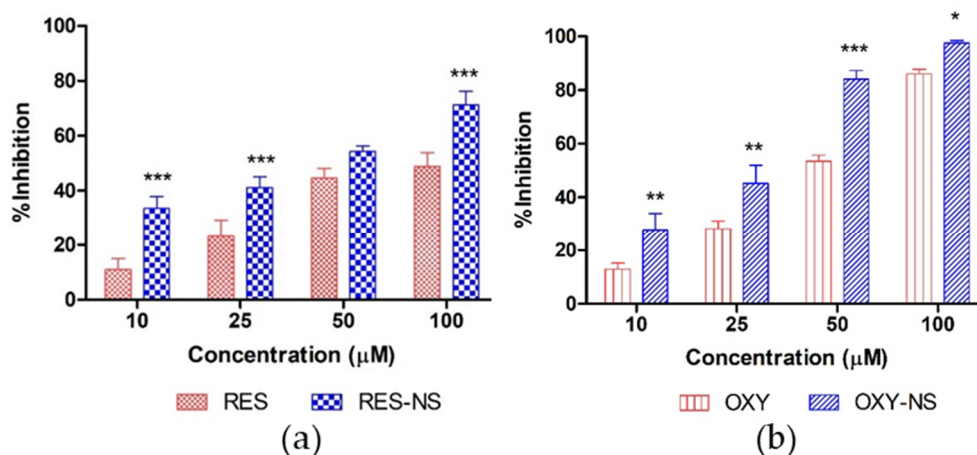 100
80
60
40
20
0
%Inhibition
***
***
***
10 25 50 100
Concentration (μM)
RES RES-NS
(a)
100
80
60
40
20
0
%Inhibition
**
**
***
*
10 25 50 100
Concentration (μM)
OXY OXY-NS
(b)